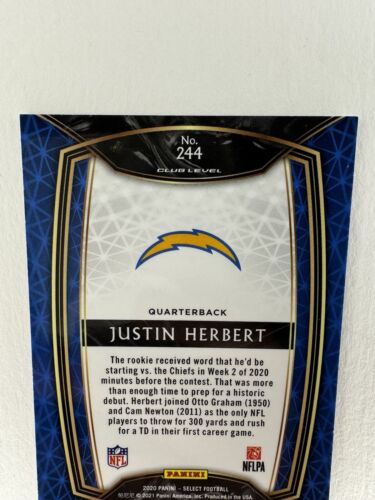 No.
244
CLUB LEVEL
QUARTERBACK
JUSTIN HERBERT
The rookie received word that he'd be
starting vs. the Chiefs in Week 2 of 2020
minutes before the contest. That was more
than enough time to prep for a historic
debut. Herbert joined Otto Graham (1950)
and Cam Newton (2011) as the only NFL
players to throw for 300 yards and rush
for a TD in their first career game.
NFL
PANINI
NFLPA
2020 PANINI – SELECT FOOTBALL
© 2021 Panini America, Inc. Produced in the USA